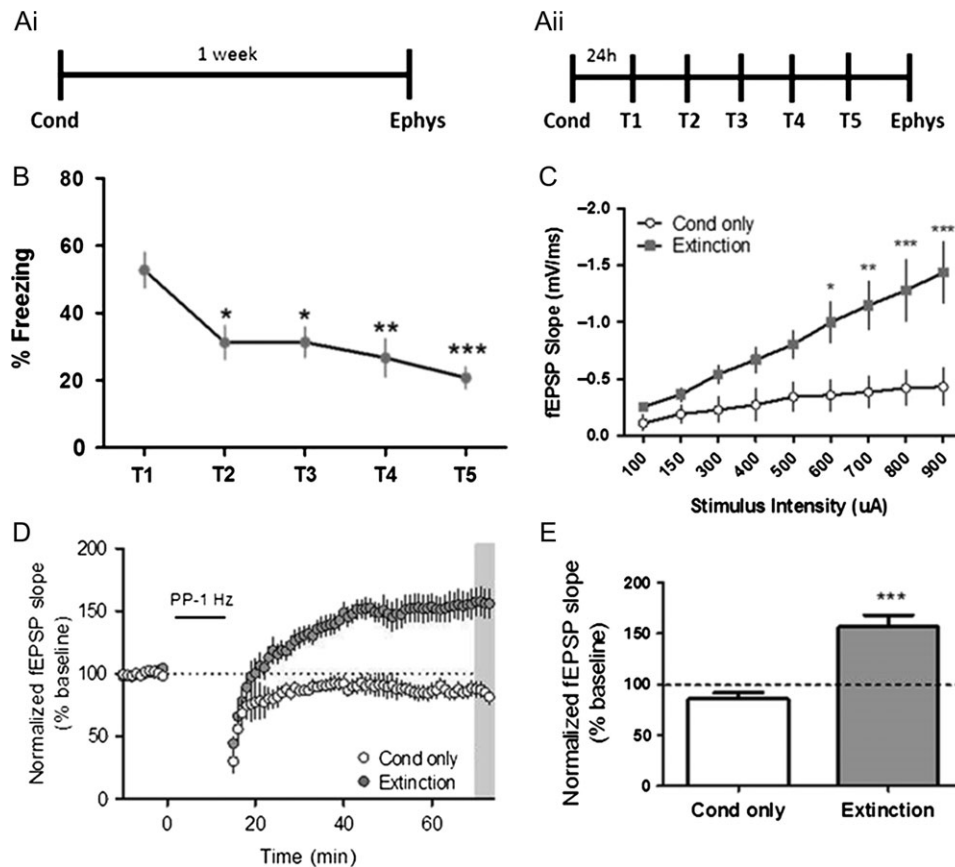 Ai
1 week
Cond Ephys
Aii
24h
Cond T1 T2 T3 T4 T5 Ephys
B
% Freezing
80
60
40
20
0
* * ** ***
T1 T2 T3 T4 T5
C
fEPSP Slope (mV/ms)
−2.0
−1.5
−1.0
−0.5
0.0
Cond only
Extinction
* ** *** ***
100 150 300 400 500 600 700 800 900
Stimulus Intensity (uA)
D
Normalized fEPSP slope
(% baseline)
200
150
100
50
0
PP-1 Hz
Cond only
Extinction
0 20 40 60
Time (min)
E
Normalized fEPSP slope
(% baseline)
200
150
100
50
0
***
Cond only Extinction